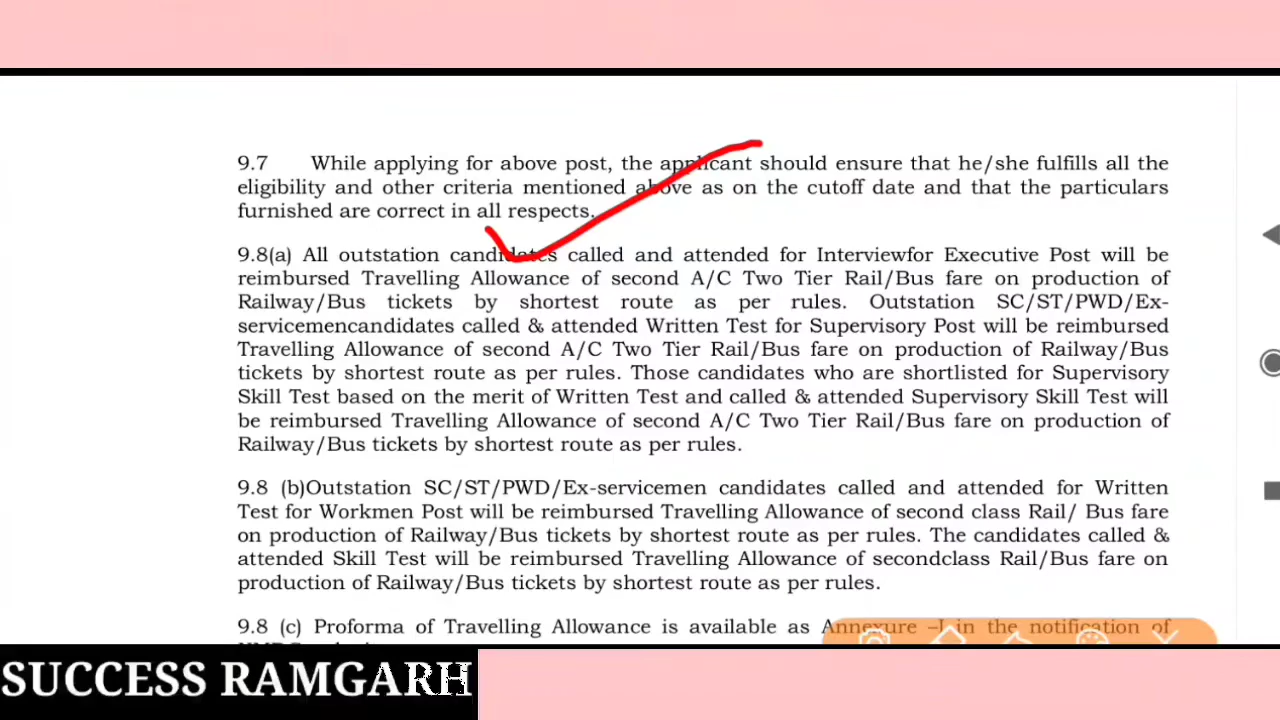 9.7 While applying for above post, the applicant should ensure that he/she fulfills all the
eligibility and other criteria mentioned above as on the cutoff date and that the particulars
furnished are correct in all respects.
9.8(a) All outstation candidates called and attended for Interviewfor Executive Post will be
reimbursed Travelling Allowance of second A/C Two Tier Rail/Bus fare on production of
Railway/Bus tickets by shortest route as per rules. Outstation SC/ST/PWD/Ex-
servicemencandidates called & attended Written Test for Supervisory Post will be reimbursed
Travelling Allowance of second A/C Two Tier Rail/Bus fare on production of Railway/Bus
tickets by shortest route as per rules. Those candidates who are shortlisted for Supervisory
Skill Test based on the merit of Written Test and called & attended Supervisory Skill Test will
be reimbursed Travelling Allowance of second A/C Two Tier Rail/Bus fare on production of
Railway/Bus tickets by shortest route as per rules.
9.8 (b)Outstation SC/ST/PWD/Ex-servicemen candidates called and attended for Written
Test for Workmen Post will be reimbursed Travelling Allowance of second class Rail/ Bus fare
on production of Railway/Bus tickets by shortest route as per rules. The candidates called &
attended Skill Test will be reimbursed Travelling Allowance of secondclass Rail/Bus fare on
production of Railway/Bus tickets by shortest route as per rules.
9.8 (c) Proforma of Travelling Allowance is available as Annexure –I in the notification of
SUCCESS RAMGARH